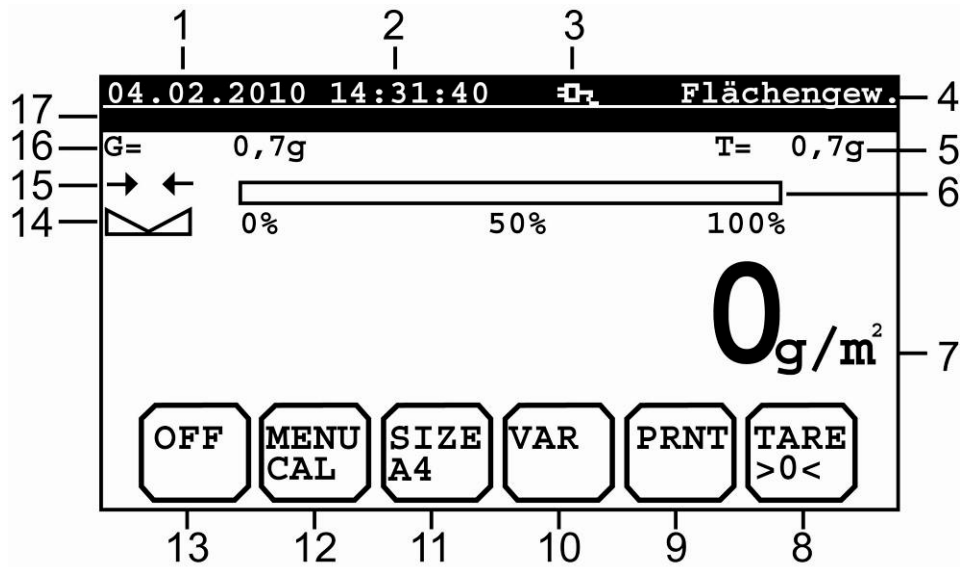 1 2 3
04.02.2010 14:31:40 Flächengew. 4
17
16 G= 0,7g T= 0,7g 5
15 6
14 0% 50% 100%
0g/m² 7
OFF MENU SIZE VAR PRNT TARE
CAL A4 >0<
13 12 11 10 9 8